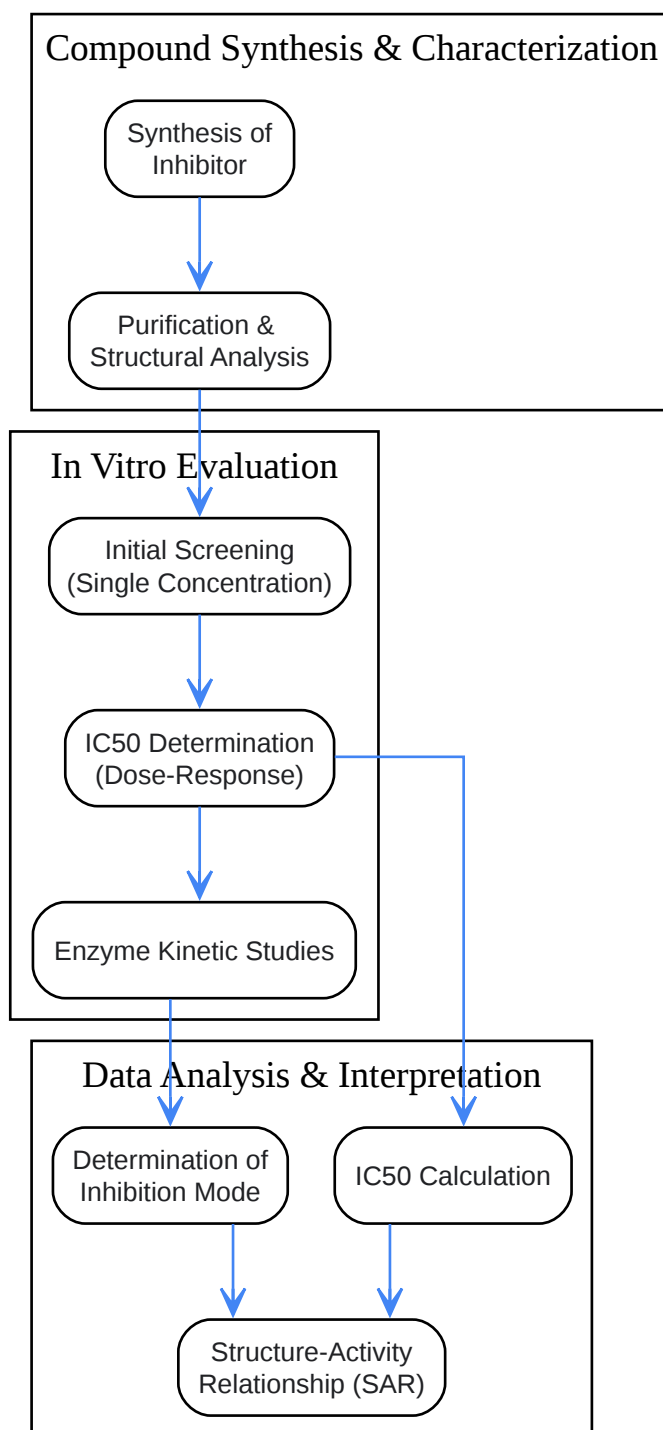 Compound Synthesis & Characterization
Synthesis of
Inhibitor
Purification &
Structural Analysis
In Vitro Evaluation
Initial Screening
(Single Concentration)
IC50 Determination
(Dose-Response)
Enzyme Kinetic Studies
Data Analysis & Interpretation
Determination of
Inhibition Mode
IC50 Calculation
Structure-Activity
Relationship (SAR)